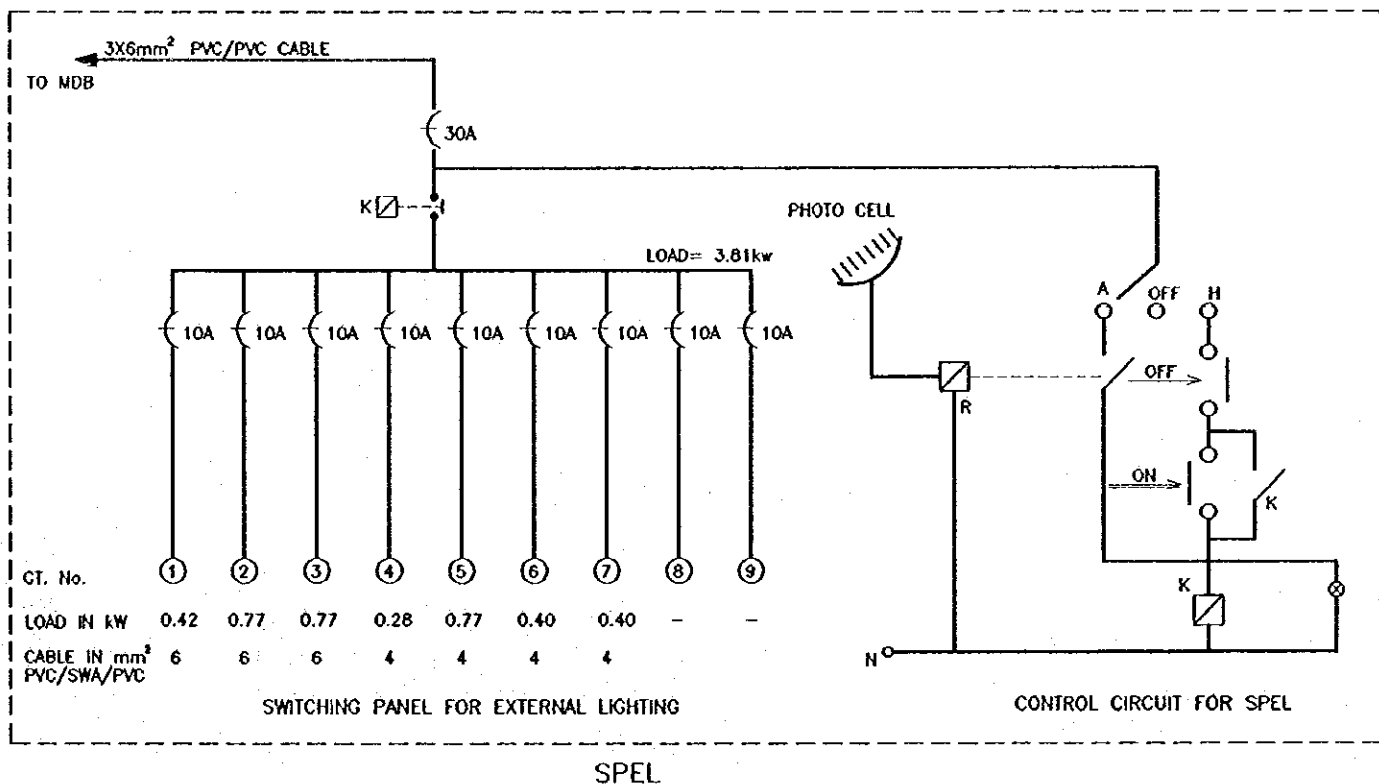 3X6mm² PVC/PVC CABLE
TO MDB
30A
K
LOAD= 3.81kw
10A 10A 10A 10A 10A 10A 10A 10A 10A
PHOTO CELL
A OFF H
OFF
R
ON
K
K
N
CT. No. 1 2 3 4 5 6 7 8 9
LOAD IN kW 0.42 0.77 0.77 0.28 0.77 0.40 0.40 – –
CABLE IN mm² 6 6 6 4 4 4 4
PVC/SWA/PVC
SWITCHING PANEL FOR EXTERNAL LIGHTING
CONTROL CIRCUIT FOR SPEL
SPEL